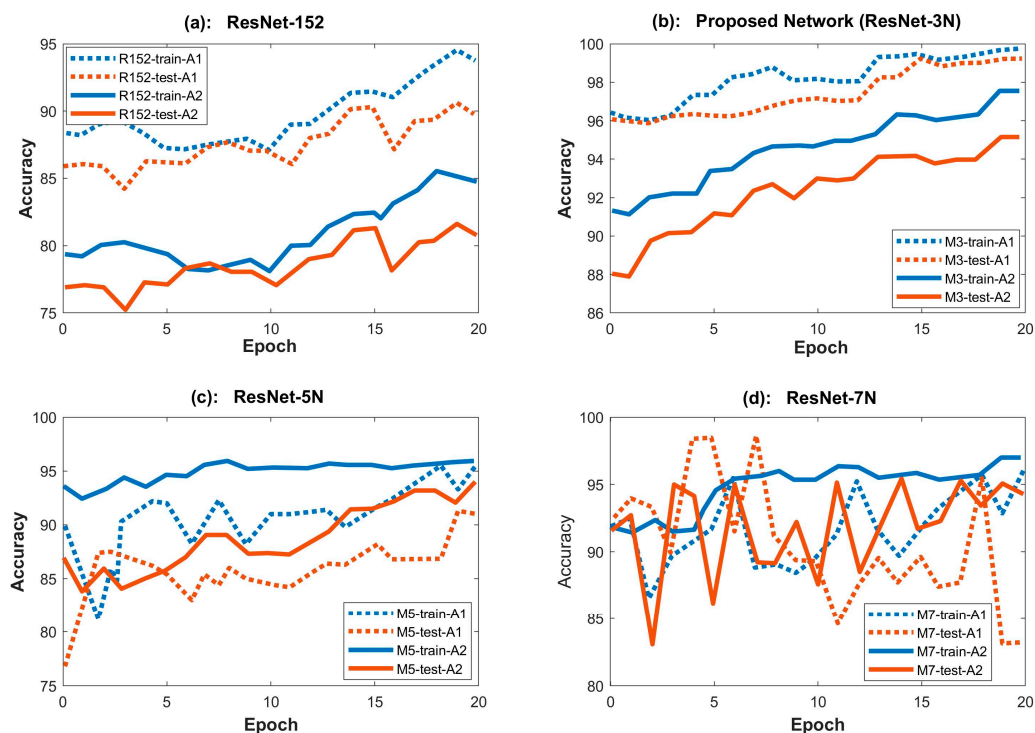 (a):   ResNet-152
Accuracy
95
90
85
80
75
R152-train-A1
R152-test-A1
R152-train-A2
R152-test-A2
0 5 10 15 20
Epoch
(b):   Proposed Network (ResNet-3N)
Accuracy
100
98
96
94
92
90
88
86
M3-train-A1
M3-test-A1
M3-train-A2
M3-test-A2
0 5 10 15 20
Epoch
(c):   ResNet-5N
Accuracy
100
95
90
85
80
75
M5-train-A1
M5-test-A1
M5-train-A2
M5-test-A2
0 5 10 15 20
Epoch
(d):   ResNet-7N
Accuracy
100
95
90
85
80
M7-train-A1
M7-test-A1
M7-train-A2
M7-test-A2
0 5 10 15 20
Epoch